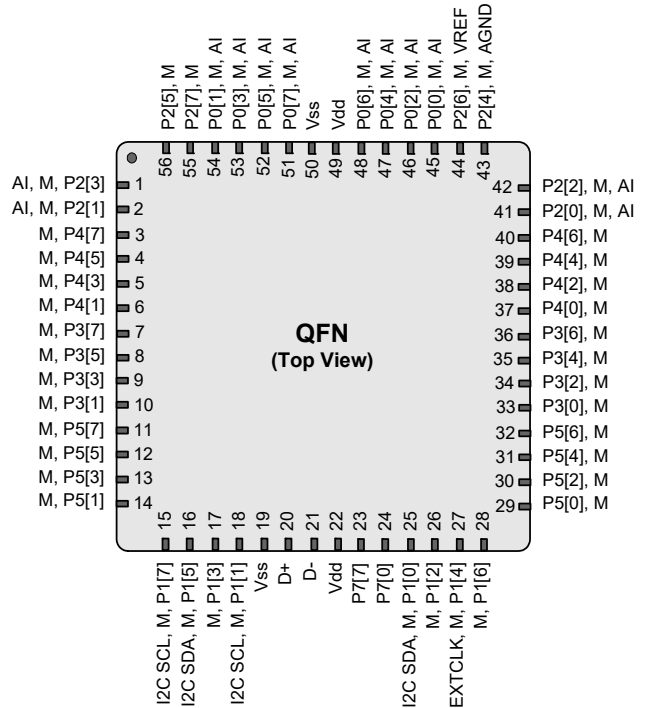 P2[5], M
P2[7], M
P0[1], M, AI
P0[3], M, AI
P0[5], M, AI
P0[7], M, AI
Vss
Vdd
P0[6], M, AI
P0[4], M, AI
P0[2], M, AI
P0[0], M, AI
P2[6], M, VREF
P2[4], M, AGND
56
55
54
53
52
51
50
49
48
47
46
45
44
43
AI, M, P2[3] 1
AI, M, P2[1] 2
M, P4[7] 3
M, P4[5] 4
M, P4[3] 5
M, P4[1] 6
M, P3[7] 7
M, P3[5] 8
M, P3[3] 9
M, P3[1] 10
M, P5[7] 11
M, P5[5] 12
M, P5[3] 13
M, P5[1] 14
QFN
(Top View)
42 P2[2], M, AI
41 P2[0], M, AI
40 P4[6], M
39 P4[4], M
38 P4[2], M
37 P4[0], M
36 P3[6], M
35 P3[4], M
34 P3[2], M
33 P3[0], M
32 P5[6], M
31 P5[4], M
30 P5[2], M
29 P5[0], M
15
16
17
18
19
20
21
22
23
24
25
26
27
28
I2C SCL, M, P1[7]
I2C SDA, M, P1[5]
M, P1[3]
I2C SCL, M, P1[1]
Vss
D+
D-
Vdd
P7[7]
P7[0]
I2C SDA, M, P1[0]
M, P1[2]
EXTCLK, M, P1[4]
M, P1[6]